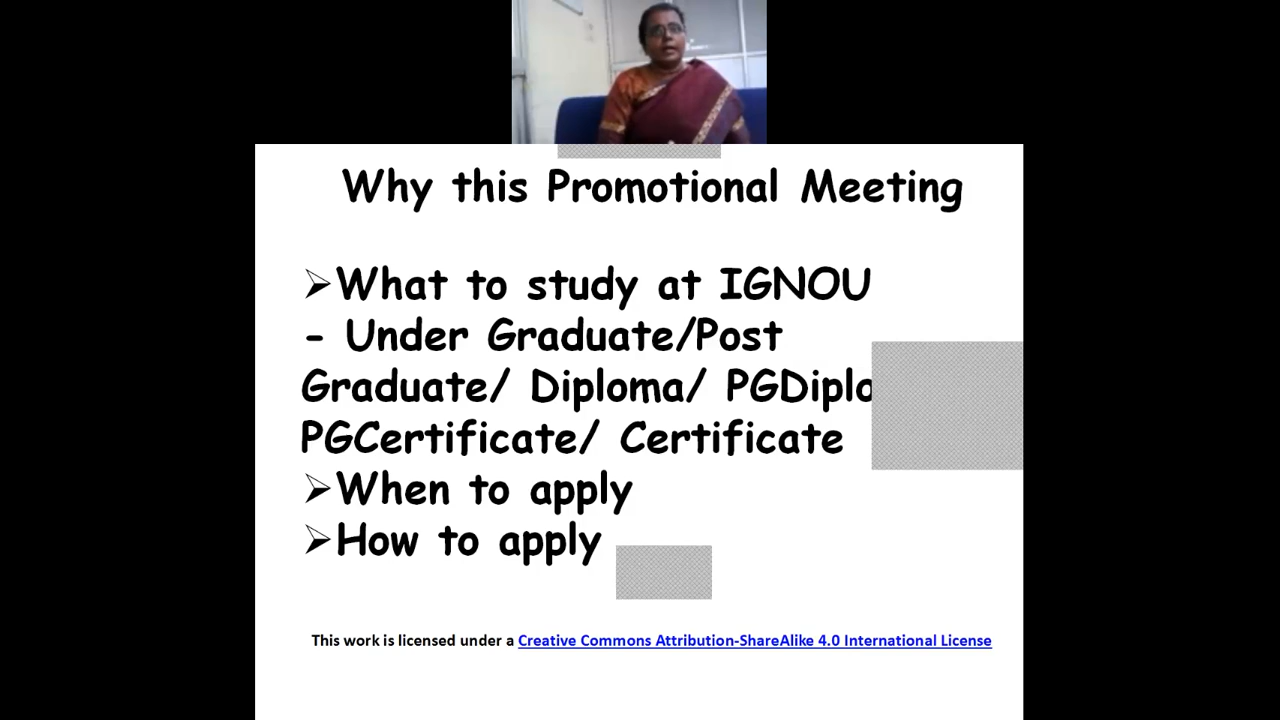 Why this Promotional Meeting
➢What to study at IGNOU
- Under Graduate/Post
Graduate/ Diploma/
PGCertificate/ Certificate
➢When to apply
➢How to apply
This work is licensed under a Creative Commons Attribution-ShareAlike 4.0 International License